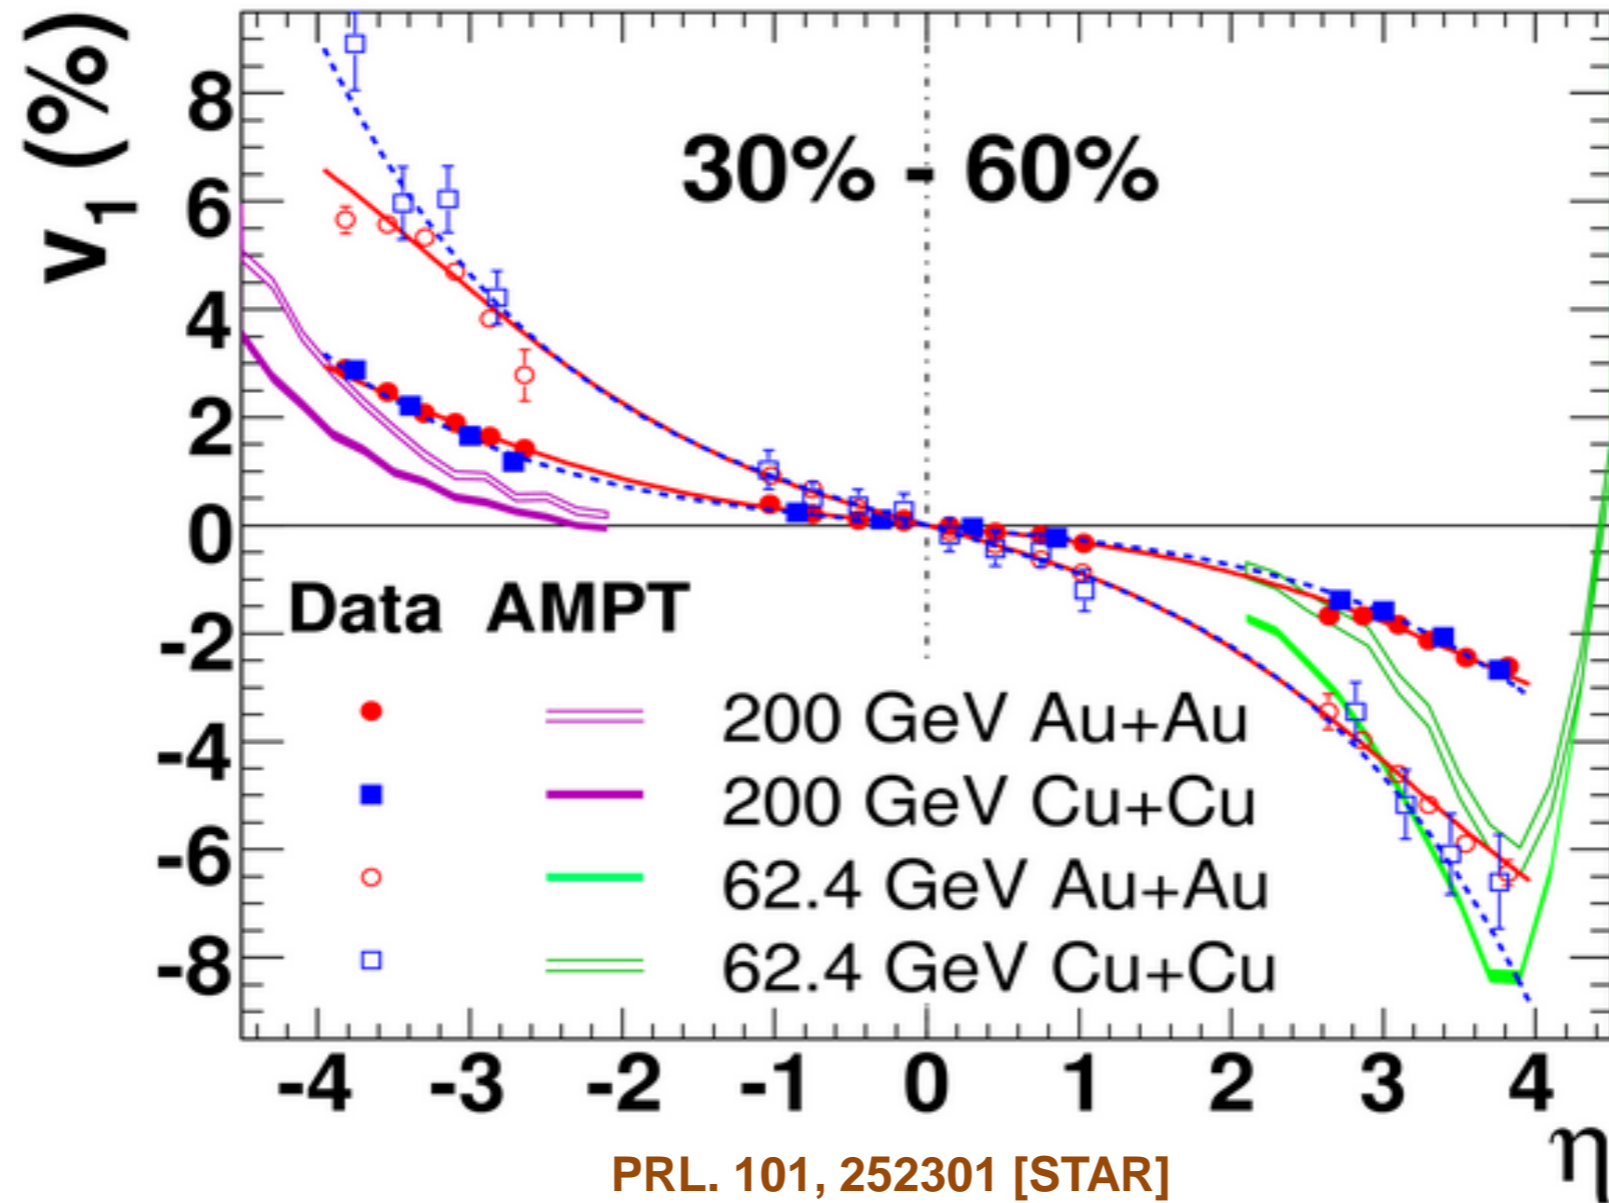 v1 (%)
30% - 60%
8
6
4
2
0
-2
-4
-6
-8
Data AMPT
200 GeV Au+Au
200 GeV Cu+Cu
62.4 GeV Au+Au
62.4 GeV Cu+Cu
-4 -3 -2 -1 0 1 2 3 4
η
PRL. 101, 252301 [STAR]